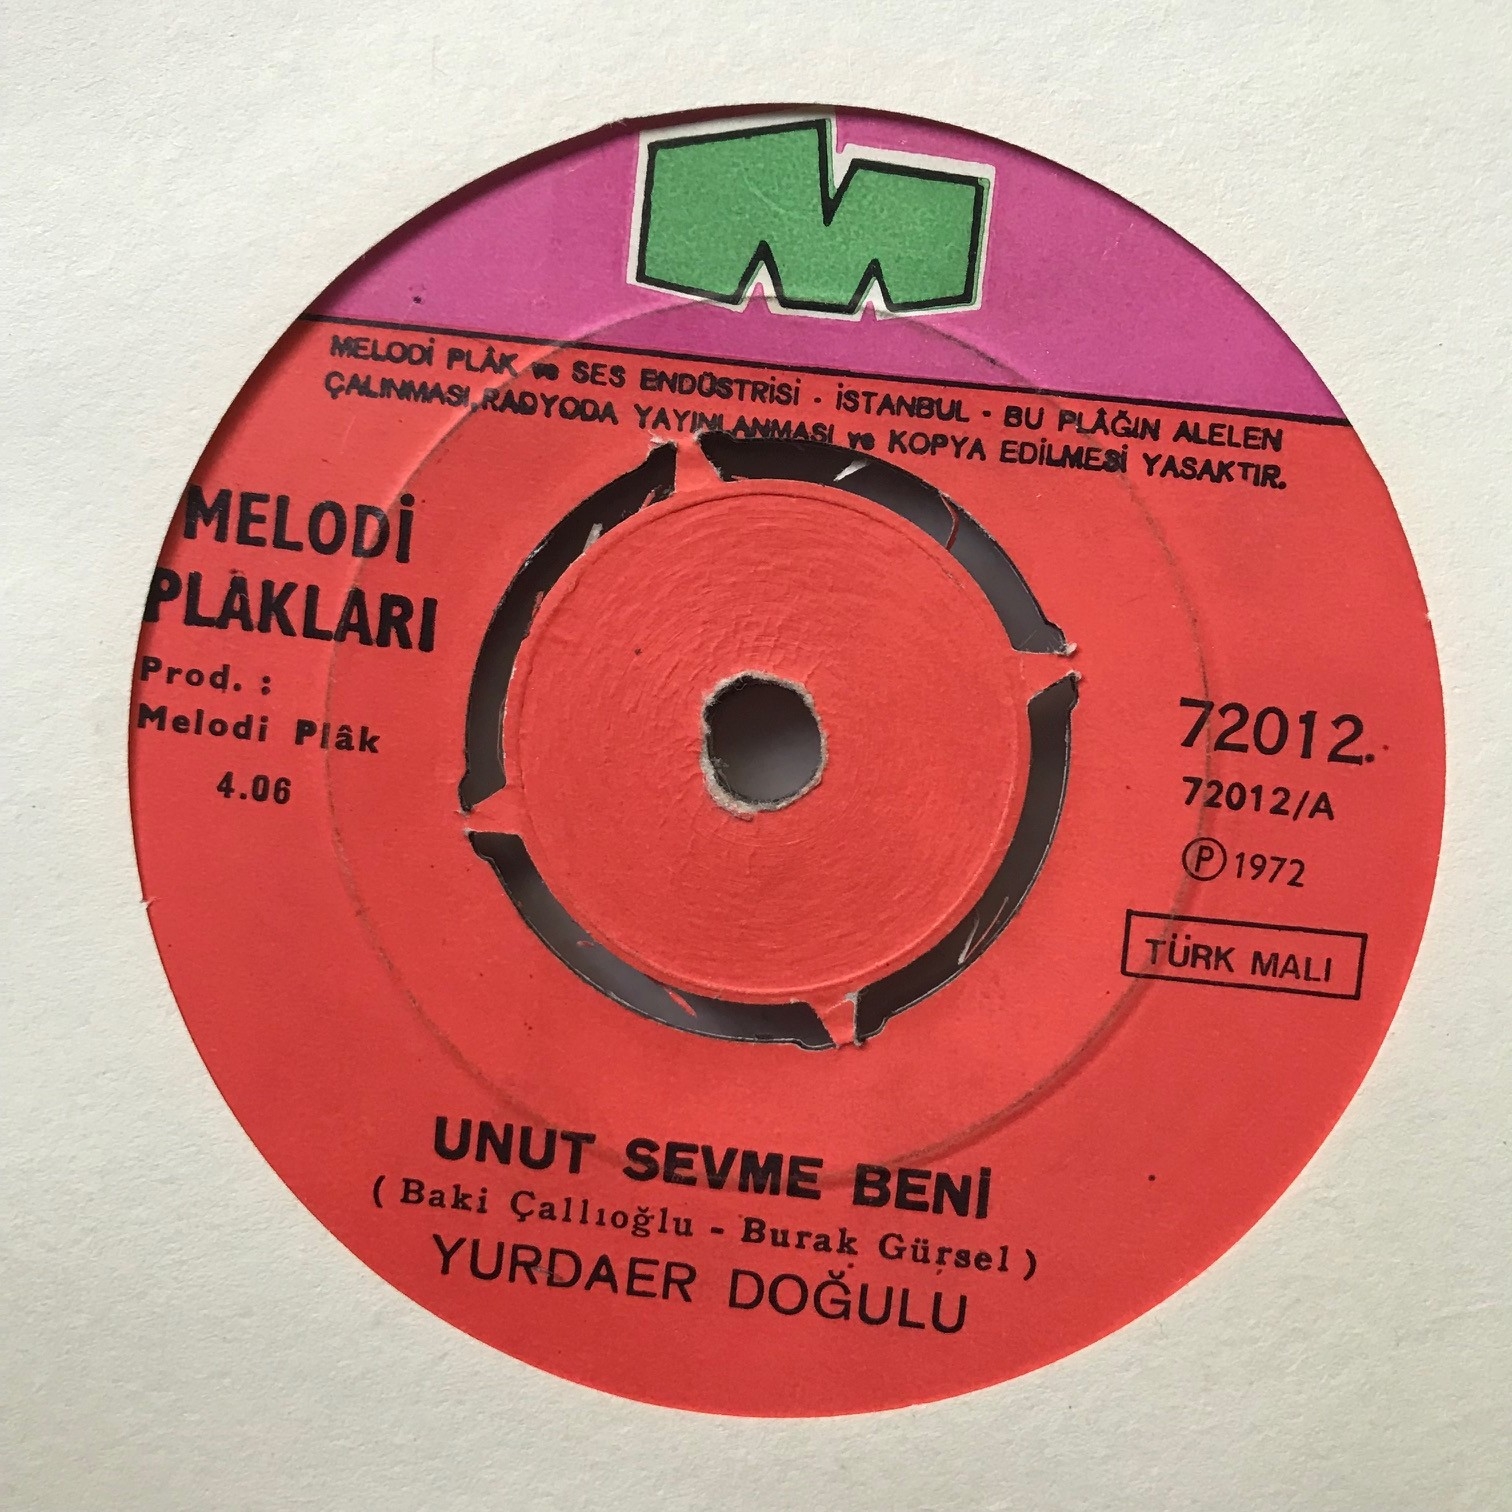 M
MELODİ PLÂK ve SES ENDÜSTRİSİ - İSTANBUL - BU PLÂĞIN ALELEN
ÇALINMASI, RADYODA YAYINLANMASI ve KOPYA EDİLMESİ YASAKTIR.
MELODİ
PLAKLARI
Prod. :
Melodi Plâk
4.06
72012.
72012/A
Ⓟ 1972
TÜRK MALI
UNUT SEVME BENİ
( Baki Çallıoğlu - Burak Gürsel )
YURDAER DOĞULU